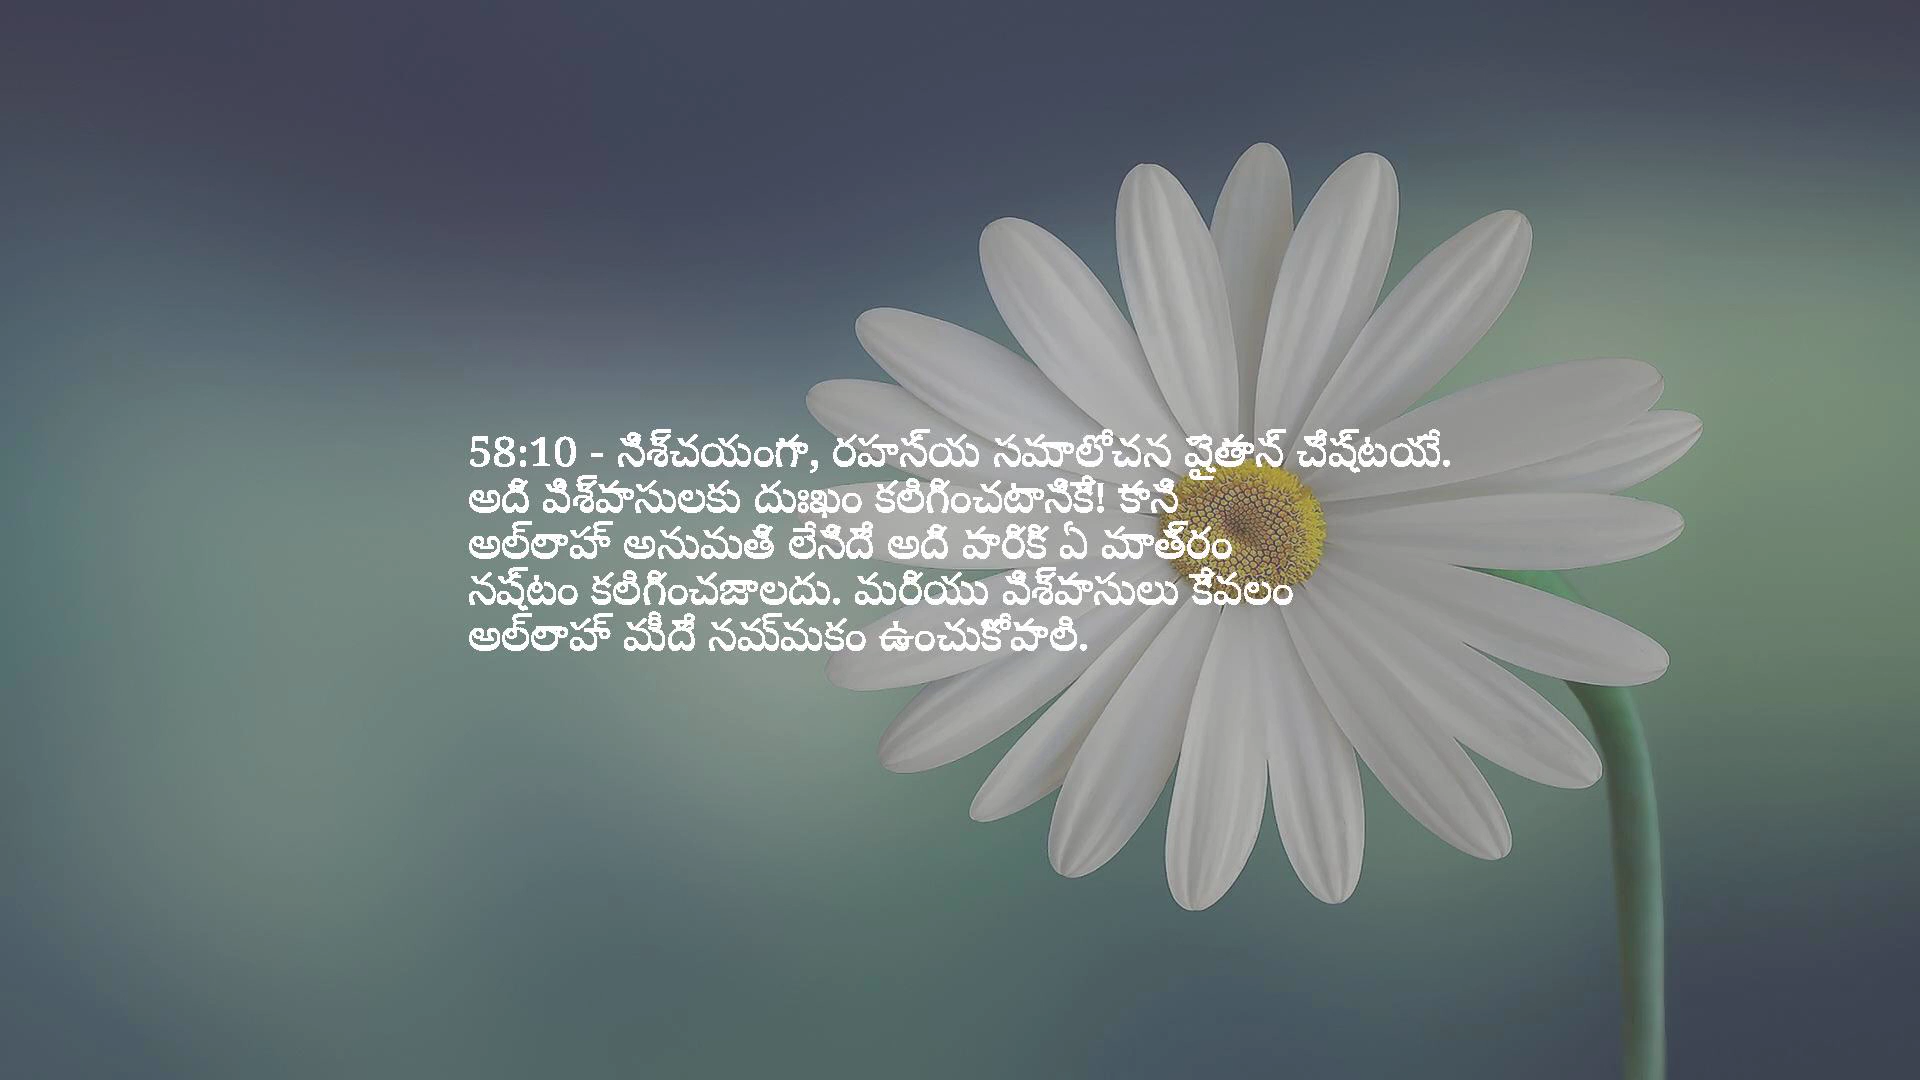 58:10 - నిశ్చయంగా, రహస్య సమాలోచన షైతాన్ చేష్టయే.
అది విశ్వాసులకు దుఃఖం కలిగించటానికే! కాని
అల్లాహ్ అనుమతి లేనిదే అది వారికి ఏ మాత్రం
నష్టం కలిగించజాలదు. మరియు విశ్వాసులు కేవలం
అల్లాహ్ మీదే నమ్మకం ఉంచుకోవాలి.